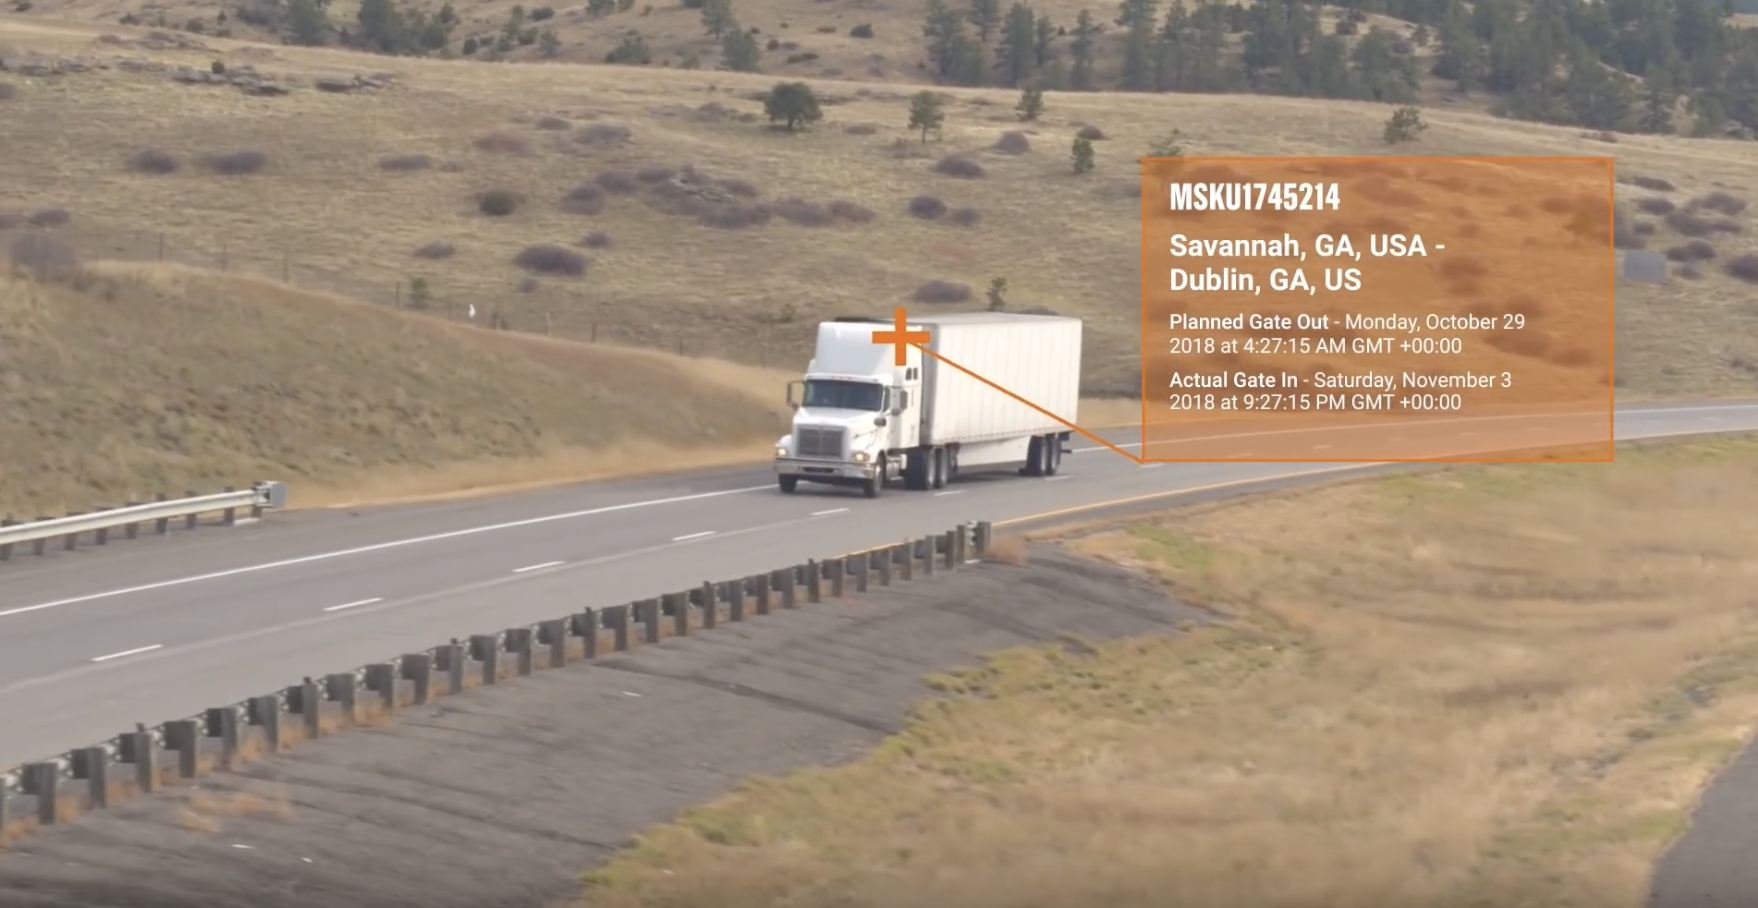 MSKU1745214
Savannah, GA, USA -
Dublin, GA, US
Planned Gate Out - Monday, October 29
2018 at 4:27:15 AM GMT +00:00
Actual Gate In - Saturday, November 3
2018 at 9:27:15 PM GMT +00:00